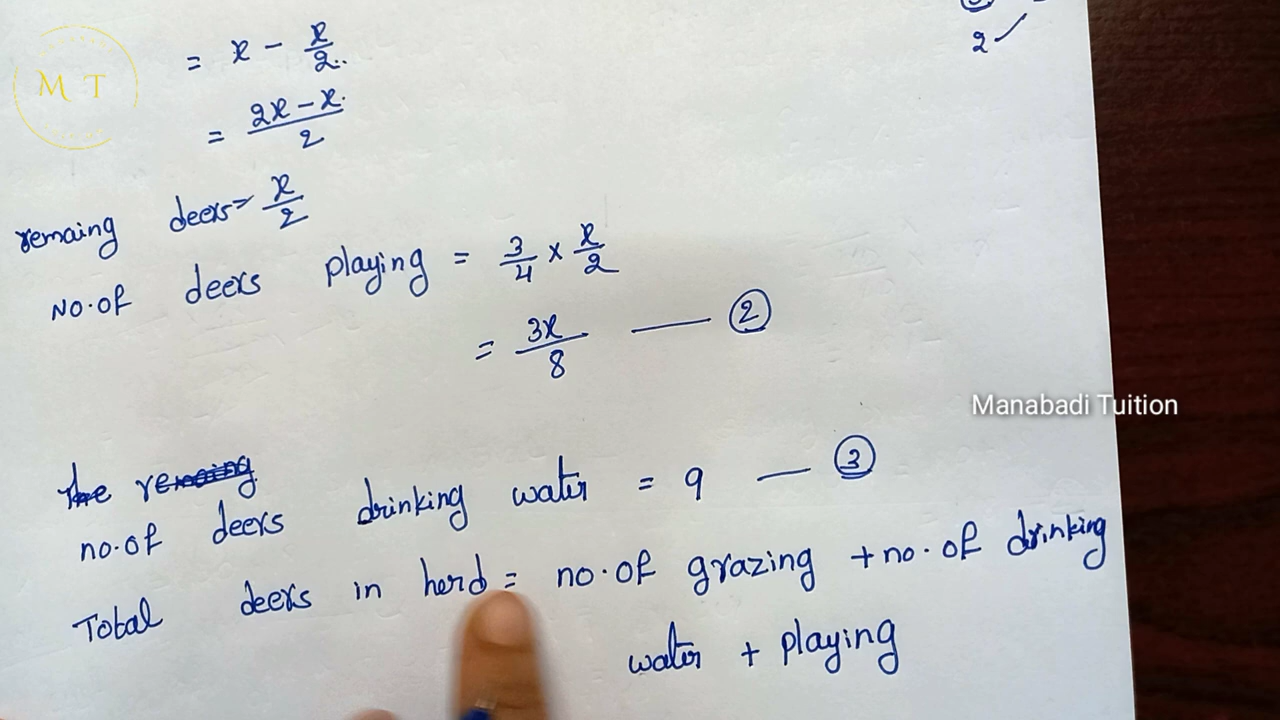 M T
= x - x/2
2 ✓
= 2x - x/2
remaing deers = x/2
No.of deers playing = 3/4 × x/2
= 3x/8 — ②
Manabadi Tuition
the remaing
no.of deers drinking water = 9 — ③
Total deers in herd = no.of grazing + no.of drinking
water + playing